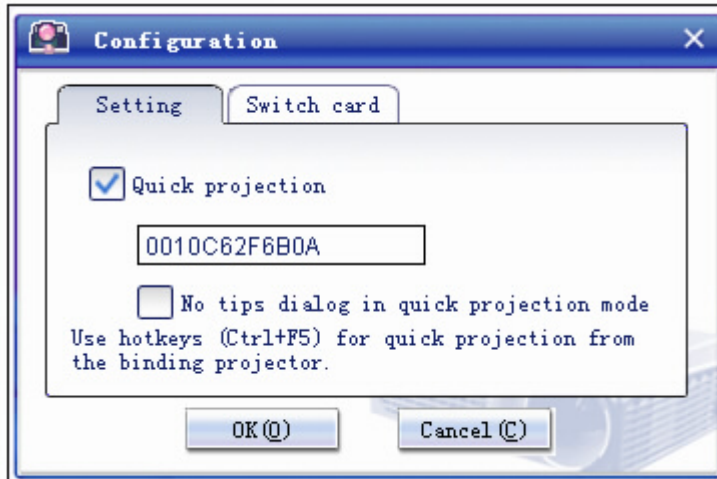 Configuration
Setting
Switch card
Quick projection
0010C62F6B0A
No tips dialog in quick projection mode
Use hotkeys (Ctrl+F5) for quick projection from
the binding projector.
OK(O)
Cancel(C)